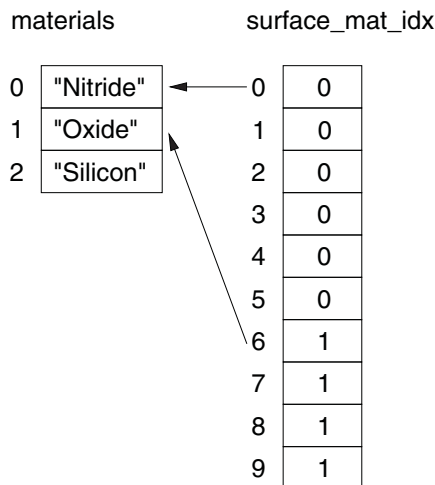 materials surface_mat_idx
0 "Nitride" 0 0
1 "Oxide" 1 0
2 "Silicon" 2 0
3 0
4 0
5 0
6 1
7 1
8 1
9 1